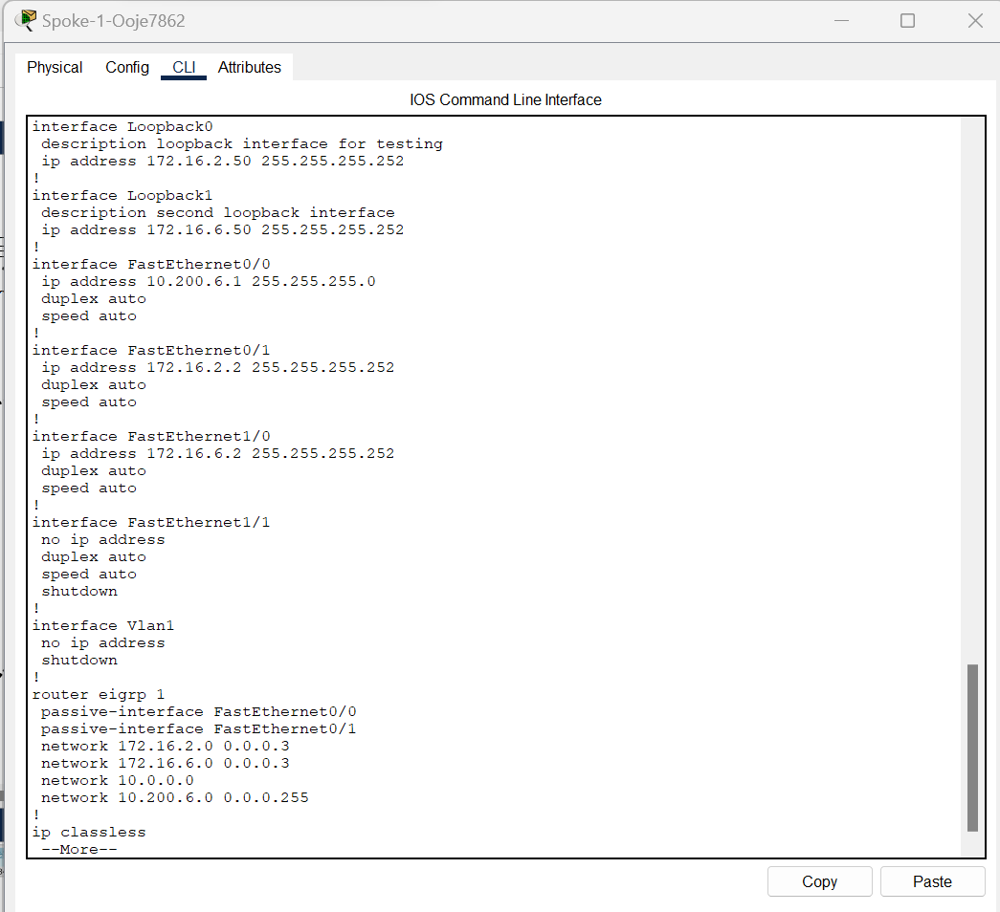 Spoke-1-Ooje7862
Physical Config CLI Attributes
IOS Command Line Interface
interface Loopback0
description loopback interface for testing
ip address 172.16.2.50 255.255.255.252
!
interface Loopback1
description second loopback interface
ip address 172.16.6.50 255.255.255.252
!
interface FastEthernet0/0
ip address 10.200.6.1 255.255.255.0
duplex auto
speed auto
!
interface FastEthernet0/1
ip address 172.16.2.2 255.255.255.252
duplex auto
speed auto
!
interface FastEthernet1/0
ip address 172.16.6.2 255.255.255.252
duplex auto
speed auto
!
interface FastEthernet1/1
no ip address
duplex auto
speed auto
shutdown
!
interface Vlan1
no ip address
shutdown
!
router eigrp 1
passive-interface FastEthernet0/0
passive-interface FastEthernet0/1
network 172.16.2.0 0.0.0.3
network 172.16.6.0 0.0.0.3
network 10.0.0.0
network 10.200.6.0 0.0.0.255
!
ip classless
--More--
Copy Paste